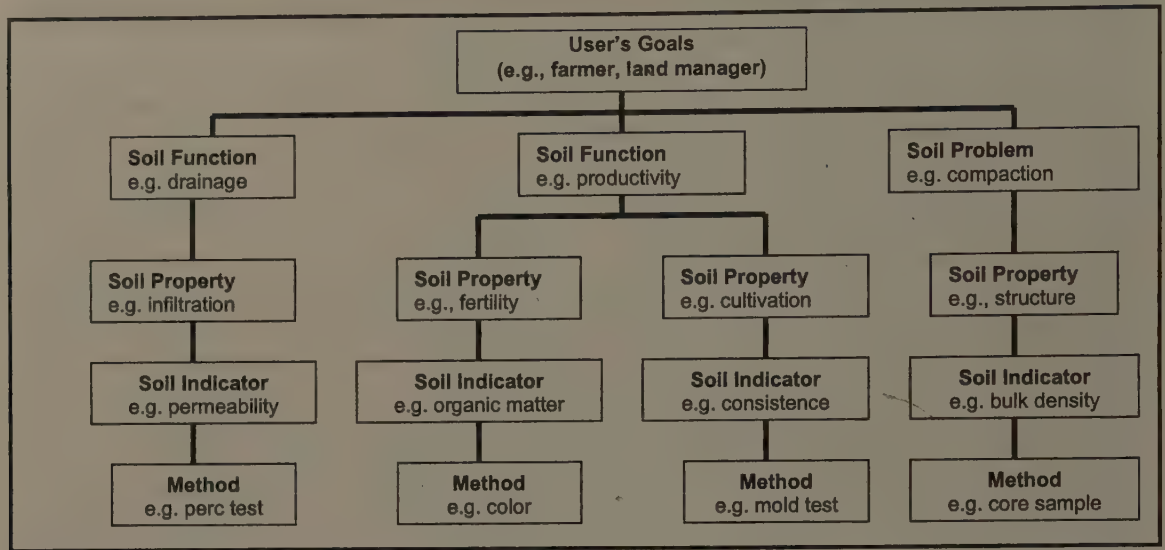 User's Goals
(e.g., farmer, land manager)
Soil Function
e.g. drainage
Soil Function
e.g. productivity
Soil Problem
e.g. compaction
Soil Property
e.g. infiltration
Soil Property
e.g., fertility
Soil Property
e.g. cultivation
Soil Property
e.g., structure
Soil Indicator
e.g. permeability
Soil Indicator
e.g. organic matter
Soil Indicator
e.g. consistence
Soil Indicator
e.g. bulk density
Method
e.g. perc test
Method
e.g. color
Method
e.g. mold test
Method
e.g. core sample